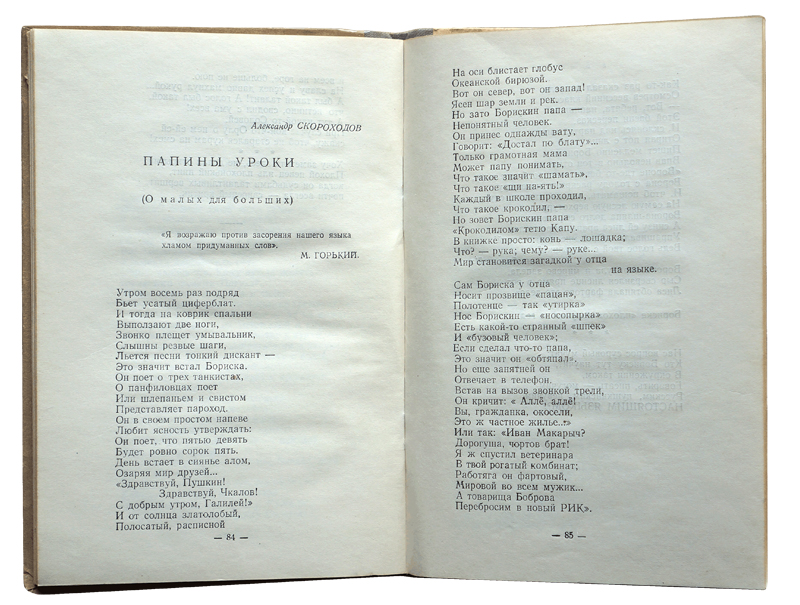 Александр СКОРОХОДОВ
ПАПИНЫ УРОКИ
(О малых для больших)
«Я возражаю против засорения нашего языка
хламом придуманных слов».
М. ГОРЬКИЙ.
Утром восемь раз подряд
Бьет усатый циферблат.
И тогда на коврик спальни
Выползают две ноги,
Звонко плещет умывальник,
Слышны резвые шаги,
Льется песни тонкий дискант —
Это значит встал Бориска.
Он поет о трех танкистах,
О панфиловцах поет
Или шлепаньем и свистом
Представляет пароход.
Он в своем простом напеве
Любит ясность утверждать:
Он поет, что пятью девять
Будет ровно сорок пять.
День встает в сияньe алом,
Озаряя мир друзей...
«Здравствуй, Пушкин!
Здравствуй, Чкалов!
С добрым утром, Галилей!»
И от солнца златолобый,
Полосатый, расписной
— 84 —
На оси блистает глобус
Океанской бирюзой.
Вот он север, вот он запад!
Ясен шар земли и рек.
Но зато Борискин папа —
Непонятный человек.
Он принес однажды вату,
Говорит: «Достал по блату»...
Только грамотная мама
Может папу понимать,
Что такое значит «шамать»,
Что такое «щи на-ять!»
Каждый в школе проходил,
Что такое крокодил, —
Но зовет Борискин папа
«Крокодилом» тетю Капу.
В книжке просто: конь — лошадка;
Что? — рука; чему? — руке...
Мир становится загадкой у отца
на языке.
Сам Бориска у отца
Носит прозвище «пацан»,
Полотенце — так «утирка»
Нос Борискин — «носопырка»
Есть какой-то странный «шпек»
И «бузовый человек»;
Если сделал что-то папа,
Это значит он «обтяпал».
Но еще занятней он
Отвечает в телефон.
Встав на вызов звонкой трели,
Он кричит: « Аллё, аллё!
Вы, гражданка, окосели,
Это ж частное жилье..»
Или так: «Иван Макарыч?
Дорогуша, чортов брат!
Я ж спустил ветеринара
В твой рогатый комбинат;
Работяга он фартовый,
Мировой во всем мужик...
А товарища Боброва
Перебросим в новый РИК».
— 85 —